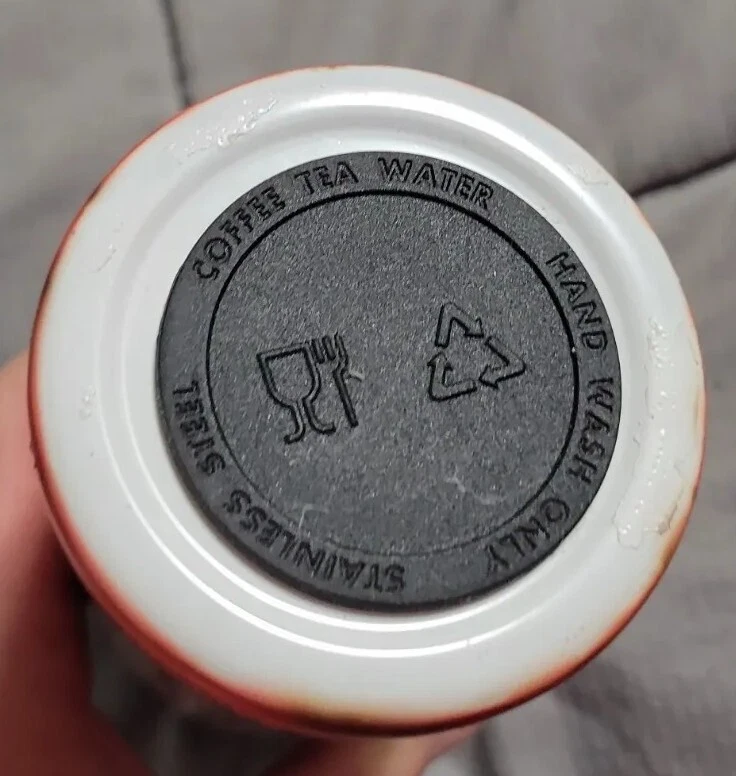 COFFEE TEA WATER
HAND WASH ONLY
STAINLESS STEEL